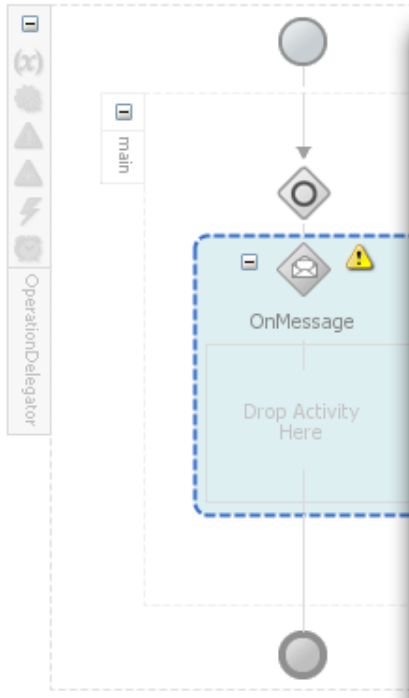 (x)
main
OnMessage
OperationDelegator
Drop Activity
Here